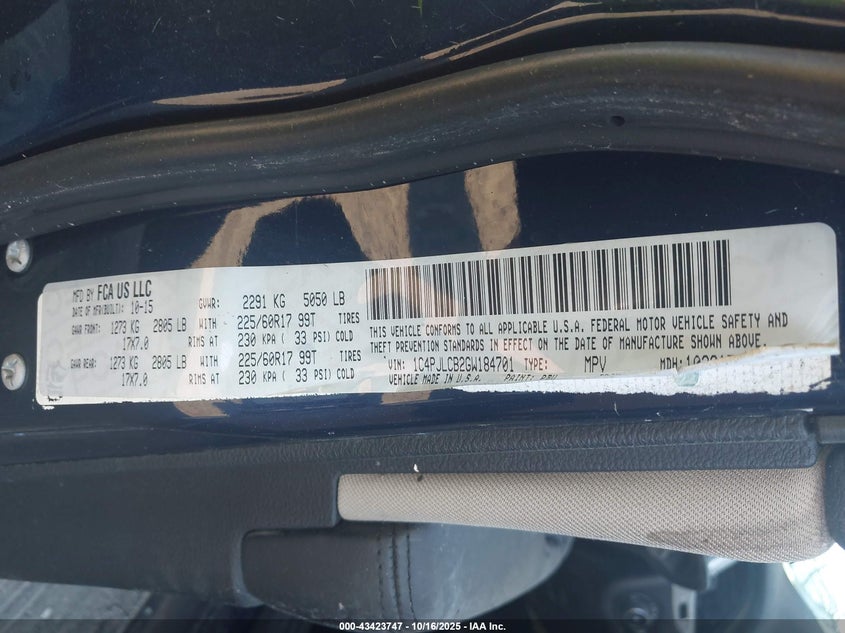 MFD BY FCA US LLC
DATE OF MFR(BUILT): 10-15
GVWR: 2291 KG 5050 LB
GAWR FRONT: 1273 KG 2805 LB WITH 225/60R17 99T TIRES
17X7.0 RIMS AT 230 KPA ( 33 PSI) COLD
GAWR REAR: 1273 KG 2805 LB WITH 225/60R17 99T TIRES
17X7.0 RIMS AT 230 KPA ( 33 PSI) COLD
THIS VEHICLE CONFORMS TO ALL APPLICABLE U.S.A. FEDERAL MOTOR VEHICLE SAFETY AND
THEFT PREVENTION STANDARDS IN EFFECT ON THE DATE OF MANUFACTURE SHOWN ABOVE.
VIN: 1C4PJLCB2GW184701 TYPE: MPV MDH:
VEHICLE MADE IN U.S.A. PAINT:
000-43423747 - 10/16/2025 - IAA Inc.